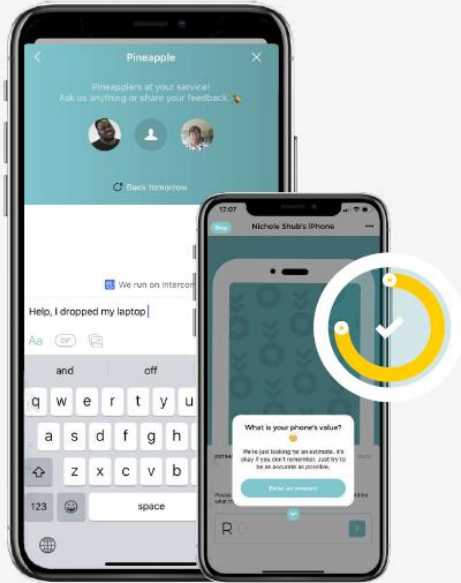 Pineapple
Pineapplers at your service!
Ask us anything or share your feedback.
Back tomorrow
We run on Intercom
Help, I dropped my laptop
Aa GIF
and off
q w e r t y u
a s d f g h
z x c v b
123 space
17:07
Stop Nichole Shub's iPhone
What is your phone's value?
We're just looking for an estimate. It's
okay if you don't remember. Just try to
be as accurate as possible.
Enter an amount
R